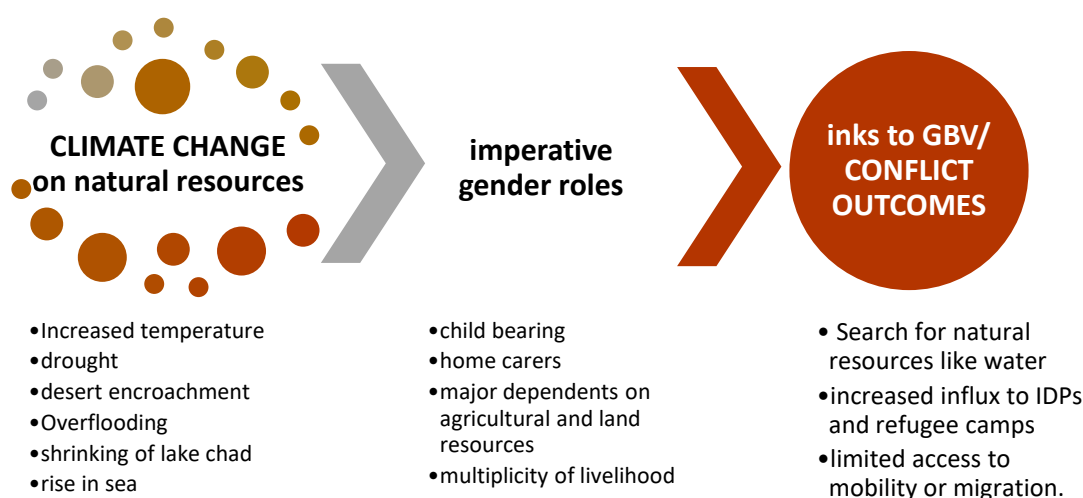 CLIMATE CHANGE
on natural resources
•Increased temperature
•drought
•desert encroachment
•Overflooding
•shrinking of lake chad
•rise in sea
imperative
gender roles
•child bearing
•home carers
•major dependents on
agricultural and land
resources
•multiplicity of livelihood
inks to GBV/
CONFLICT
OUTCOMES
• Search for natural
resources like water
•increased influx to IDPs
and refugee camps
•limited access to
mobility or migration.